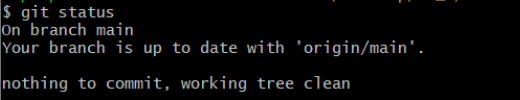 $ git status
On branch main
Your branch is up to date with 'origin/main'.
nothing to commit, working tree clean